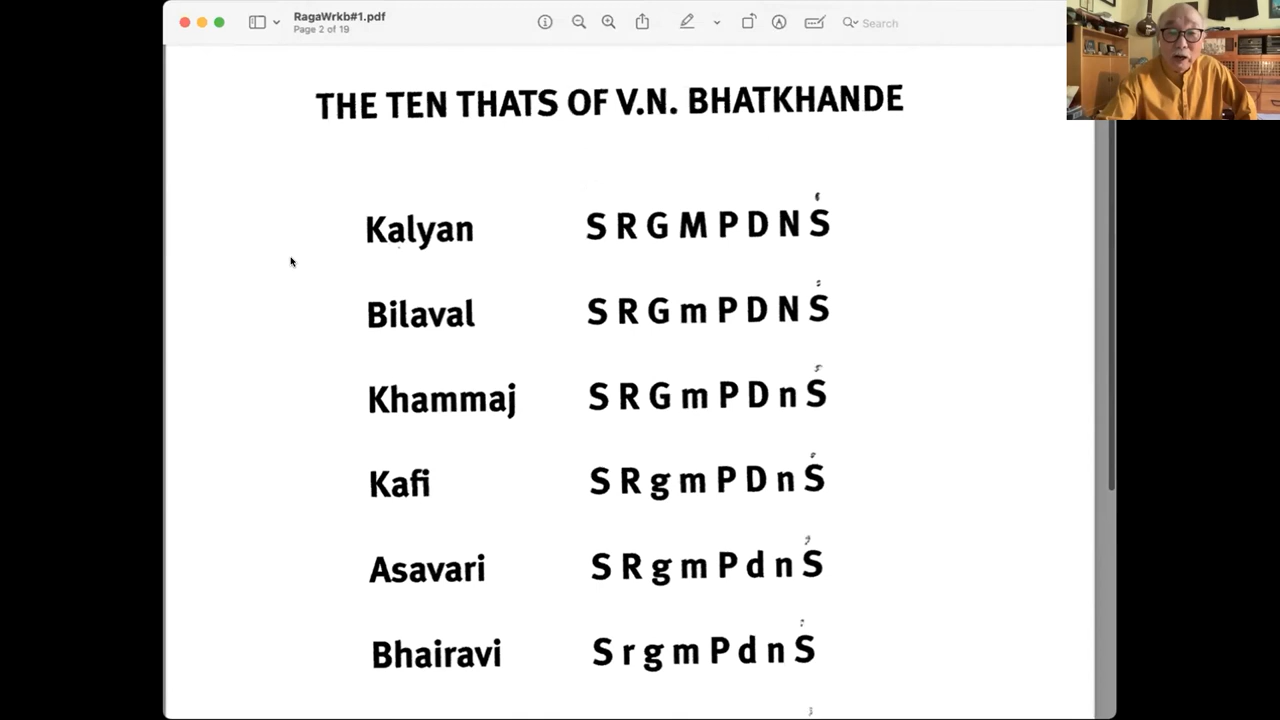 RagaWrkb#1.pdf
Page 2 of 19
Search
THE TEN THATS OF V.N. BHATKHANDE
Kalyan S R G M P D N S
Bilaval S R G m P D N S
Khammaj S R G m P D n S
Kafi S R g m P D n S
Asavari S R g m P d n S
Bhairavi S r g m P d n S